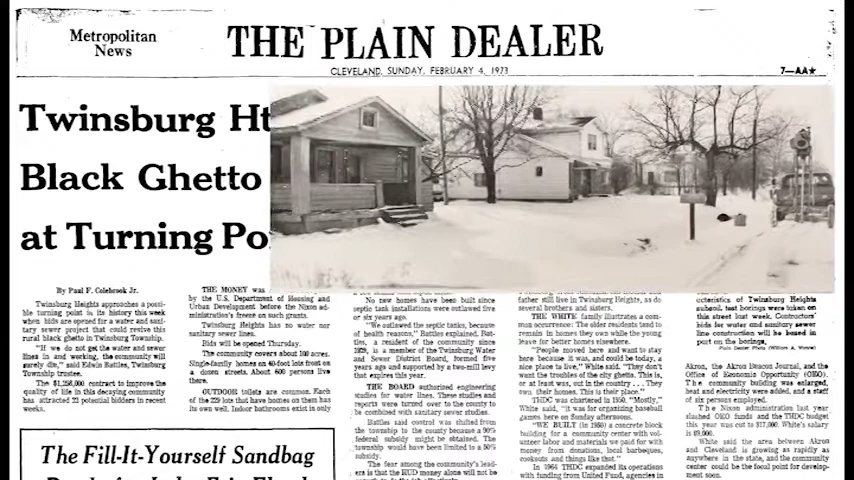 Metropolitan
News
THE PLAIN DEALER
CLEVELAND, SUNDAY, FEBRUARY 4, 1973
7—AA★
Twinsburg Ht
Black Ghetto
at Turning Po
By Paul F. Colebrook Jr.
Twinsburg Heights approaches a possi-
ble turning point in its history this week
when bids are opened for a water and sani-
tary sewer project that could revive this
rural black ghetto in Twinsburg Township.
"If we do not get the water and sewer
lines in and working, the community will
surely die," said Edwin Battles, Twinsburg
Township trustee.
The $1,258,000 contract to improve the
quality of life in this decaying community
has attracted 22 potential bidders in recent
weeks.
THE MONEY was
by the U.S. Department of Housing and
Urban Development before the Nixon ad-
ministration's freeze on such grants.
Twinsburg Heights has no water nor
sanitary sewer lines.
Bids will be opened Thursday.
The community covers about 100 acres.
Single-family homes on 40-foot lots front on
a dozen streets. About 600 persons live
there.
OUTDOOR toilets are common. Each
of the 229 lots that have homes on them has
its own well. Indoor bathrooms exist in only
No new homes have been built since
septic tank installations were outlawed five
or six years ago.
"We outlawed the septic tanks, because
of health reasons," Battles explained. Bat-
tles, a resident of the community since
1929, is a member of the Twinsburg Water
and Sewer District Board, formed five
years ago and supported by a two-mill levy
that expires this year.
THE BOARD authorized engineering
studies for water lines. These studies and
reports were turned over to the county to
be combined with sanitary sewer studies.
Battles said control was shifted from
the township to the county because a 90%
federal subsidy might be obtained. The
township would have been limited to a 50%
subsidy.
The fear among the community's lead-
ers is that the HUD money alone will not be
father still live in Twinsburg Heights, as do
several brothers and sisters.
THE WHITE family illustrates a com-
mon occurrence: The older residents tend to
remain in homes they own while the young
leave for better homes elsewhere.
"People moved here and want to stay
here because it was, and could be today, a
nice place to live," White said. "They don't
want the troubles of the city. This is,
or at least was, out in the country . . . They
own their homes. This is their place."
THDC was chartered in 1950. "Mostly,"
White said, "it was for organizing baseball
games here on Sunday afternoons.
"WE BUILT (in 1950) a concrete block
building for a community center with vol-
unteer labor and materials we paid for with
money from donations, local barbeques,
cookouts and things like that."
In 1964 THDC expanded its operations
with funding from United Fund, agencies in
acteristics of Twinsburg Heights
subsoil, test borings were taken on
this street last week. Contractors'
bids for water and sanitary sewer
line construction will be based in
part on the borings.
Plain Dealer Photo (William A. Wynne)
Akron, the Akron Beacon Journal, and the
Office of Economic Opportunity (OEO).
The community building was enlarged,
heat and electricity were added, and a staff
of six persons employed.
The Nixon administration last year
slashed OEO funds and the THDC budget
this year was cut to $17,000. White's salary
is $9,000.
White said the area between Akron
and Cleveland is growing as rapidly as
anywhere in the state, and the community
center could be the focal point for develop-
ment soon.
The Fill-It-Yourself Sandbag